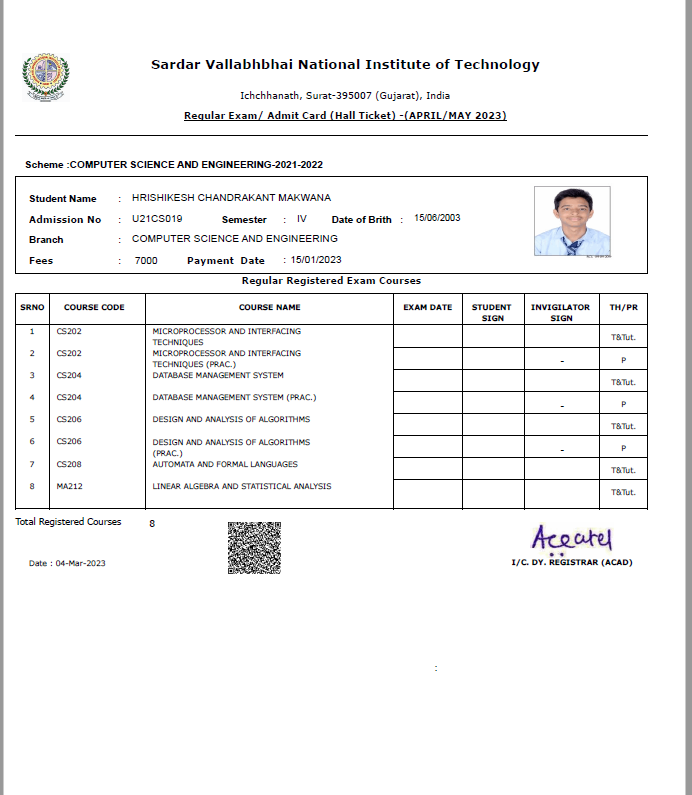 Sardar Vallabhbhai National Institute of Technology
Ichchhanath, Surat-395007 (Gujarat), India
Regular Exam/ Admit Card (Hall Ticket) -(APRIL/MAY 2023)
Scheme :COMPUTER SCIENCE AND ENGINEERING-2021-2022
Student Name : HRISHIKESH CHANDRAKANT MAKWANA
Admission No : U21CS019 Semester : IV Date of Brith : 15/06/2003
Branch : COMPUTER SCIENCE AND ENGINEERING
Fees : 7000 Payment Date : 15/01/2023
Regular Registered Exam Courses
SRNO COURSE CODE COURSE NAME EXAM DATE STUDENT SIGN INVIGILATOR SIGN TH/PR
1 CS202 MICROPROCESSOR AND INTERFACING
TECHNIQUES T&Tut.
2 CS202 MICROPROCESSOR AND INTERFACING
TECHNIQUES (PRAC.) - P
3 CS204 DATABASE MANAGEMENT SYSTEM T&Tut.
4 CS204 DATABASE MANAGEMENT SYSTEM (PRAC.) - P
5 CS206 DESIGN AND ANALYSIS OF ALGORITHMS T&Tut.
6 CS206 DESIGN AND ANALYSIS OF ALGORITHMS
(PRAC.) - P
7 CS208 AUTOMATA AND FORMAL LANGUAGES T&Tut.
8 MA212 LINEAR ALGEBRA AND STATISTICAL ANALYSIS T&Tut.
Total Registered Courses 8
Date : 04-Mar-2023
I/C. DY. REGISTRAR (ACAD)
: